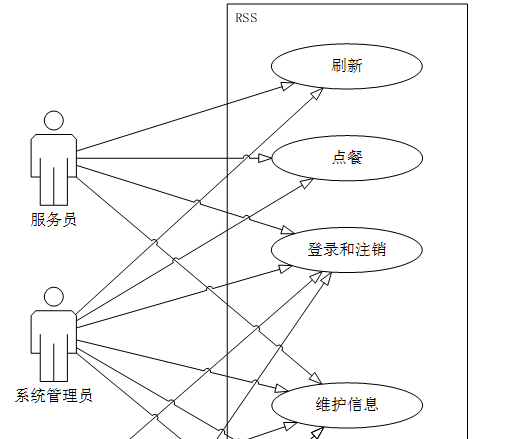 RSS
刷新
点餐
服务员
登录和注销
系统管理员
维护信息